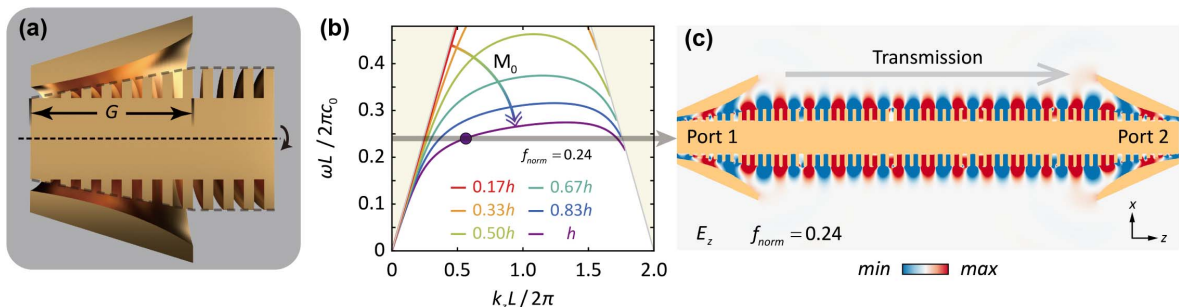 (a)
G
(b)
ωL / 2πc₀
0.4
0.3
0.2
0.1
0
M₀
f_norm = 0.24
0.17h
0.67h
0.33h
0.83h
0.50h
h
0
0.5
1.0
1.5
2.0
k_zL / 2π
(c)
Transmission
Port 1
Port 2
E_z
f_norm = 0.24
x
z
min
max